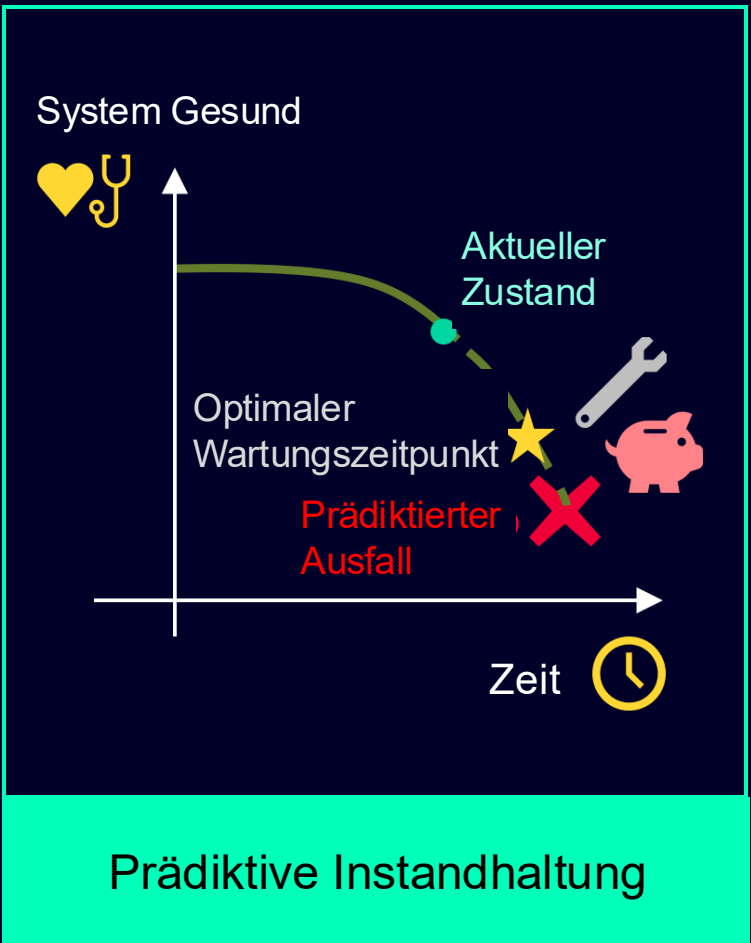 System Gesund
Aktueller
Zustand
Optimaler
Wartungszeitpunkt
Prädiktierter
Ausfall
Zeit
Prädiktive Instandhaltung